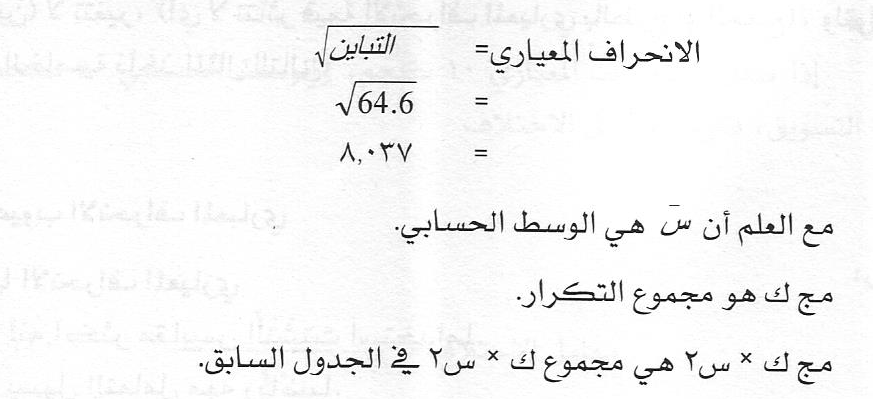 الانحراف المعياري= √التباين
= √64.6
= ٨,٠٣٧
مع العلم أن س̄ هي الوسط الحسابي.
مج ك هو مجموع التكرار.
مج ك × س٢ هي مجموع ك × س٢ في الجدول السابق.